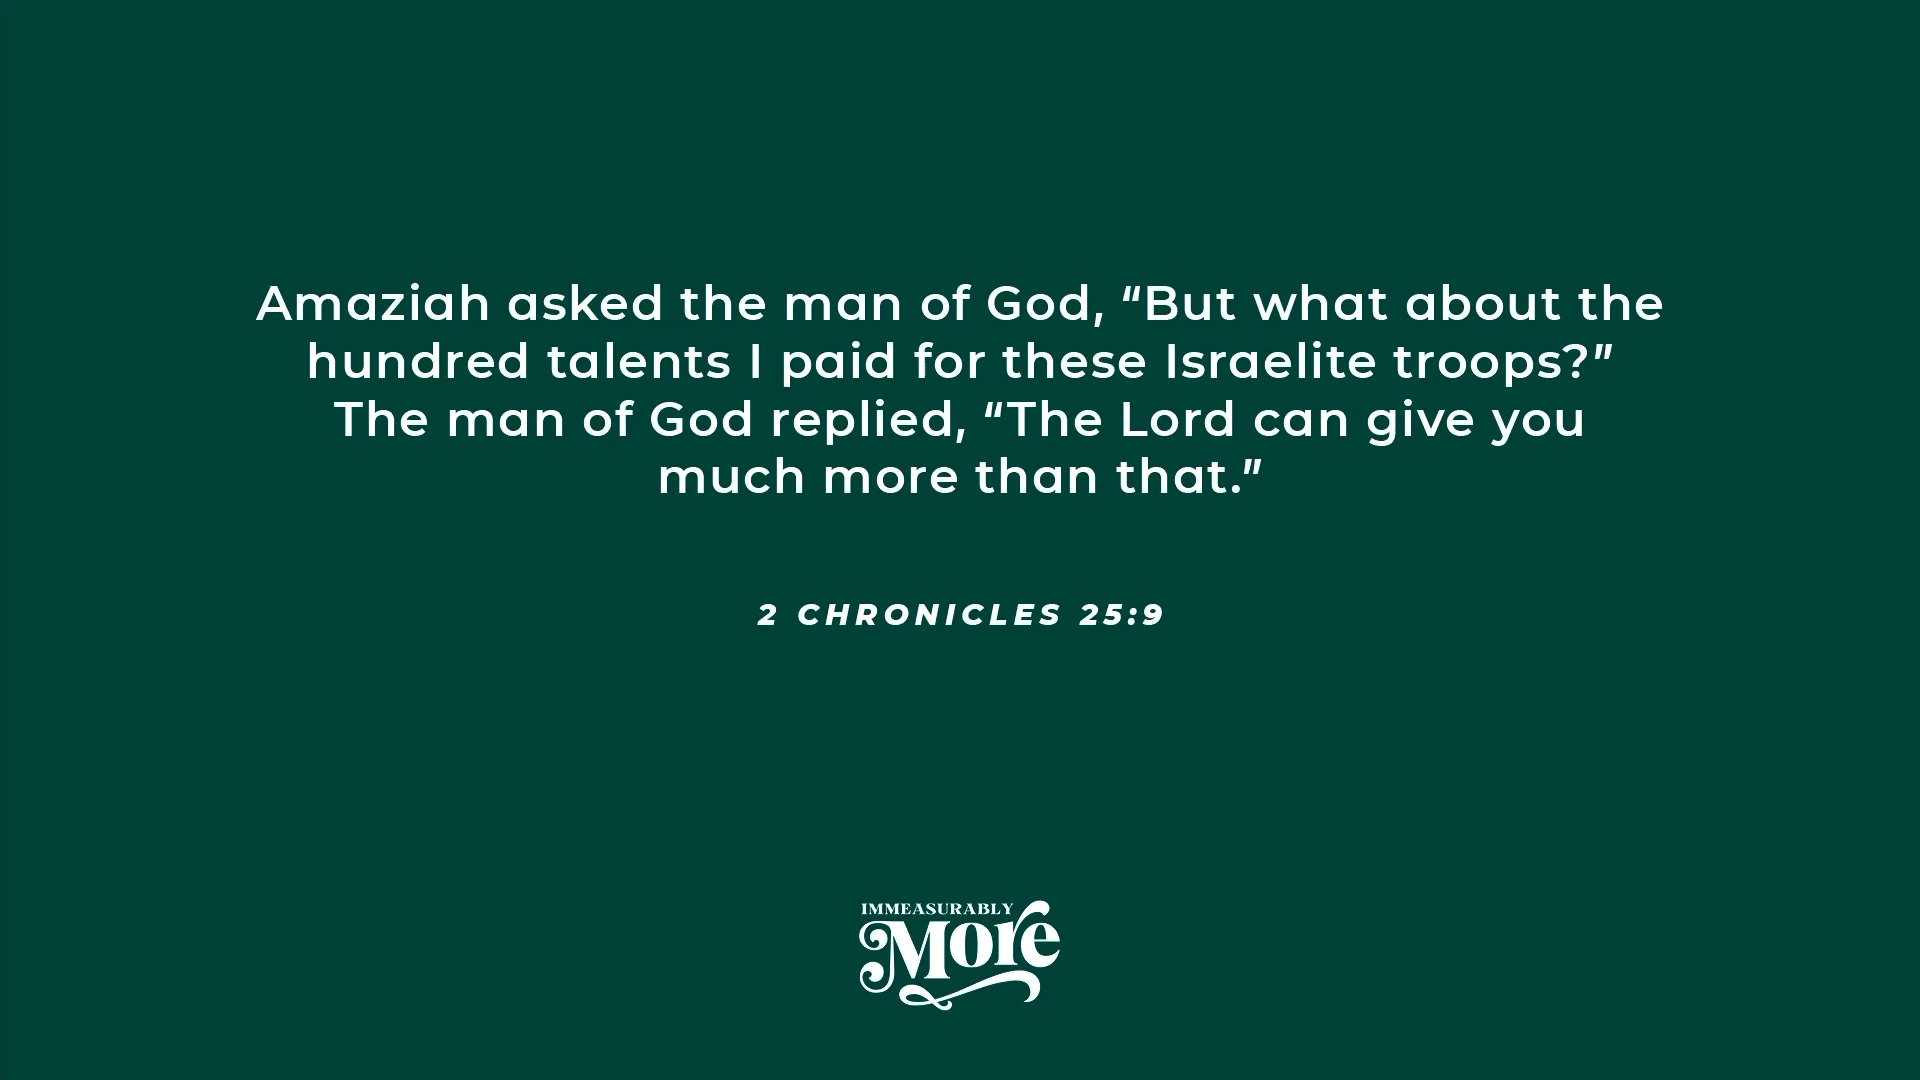 Amaziah asked the man of God, “But what about the
hundred talents I paid for these Israelite troops?”
The man of God replied, “The Lord can give you
much more than that.”
2 CHRONICLES 25:9
IMMEASURABLY
More